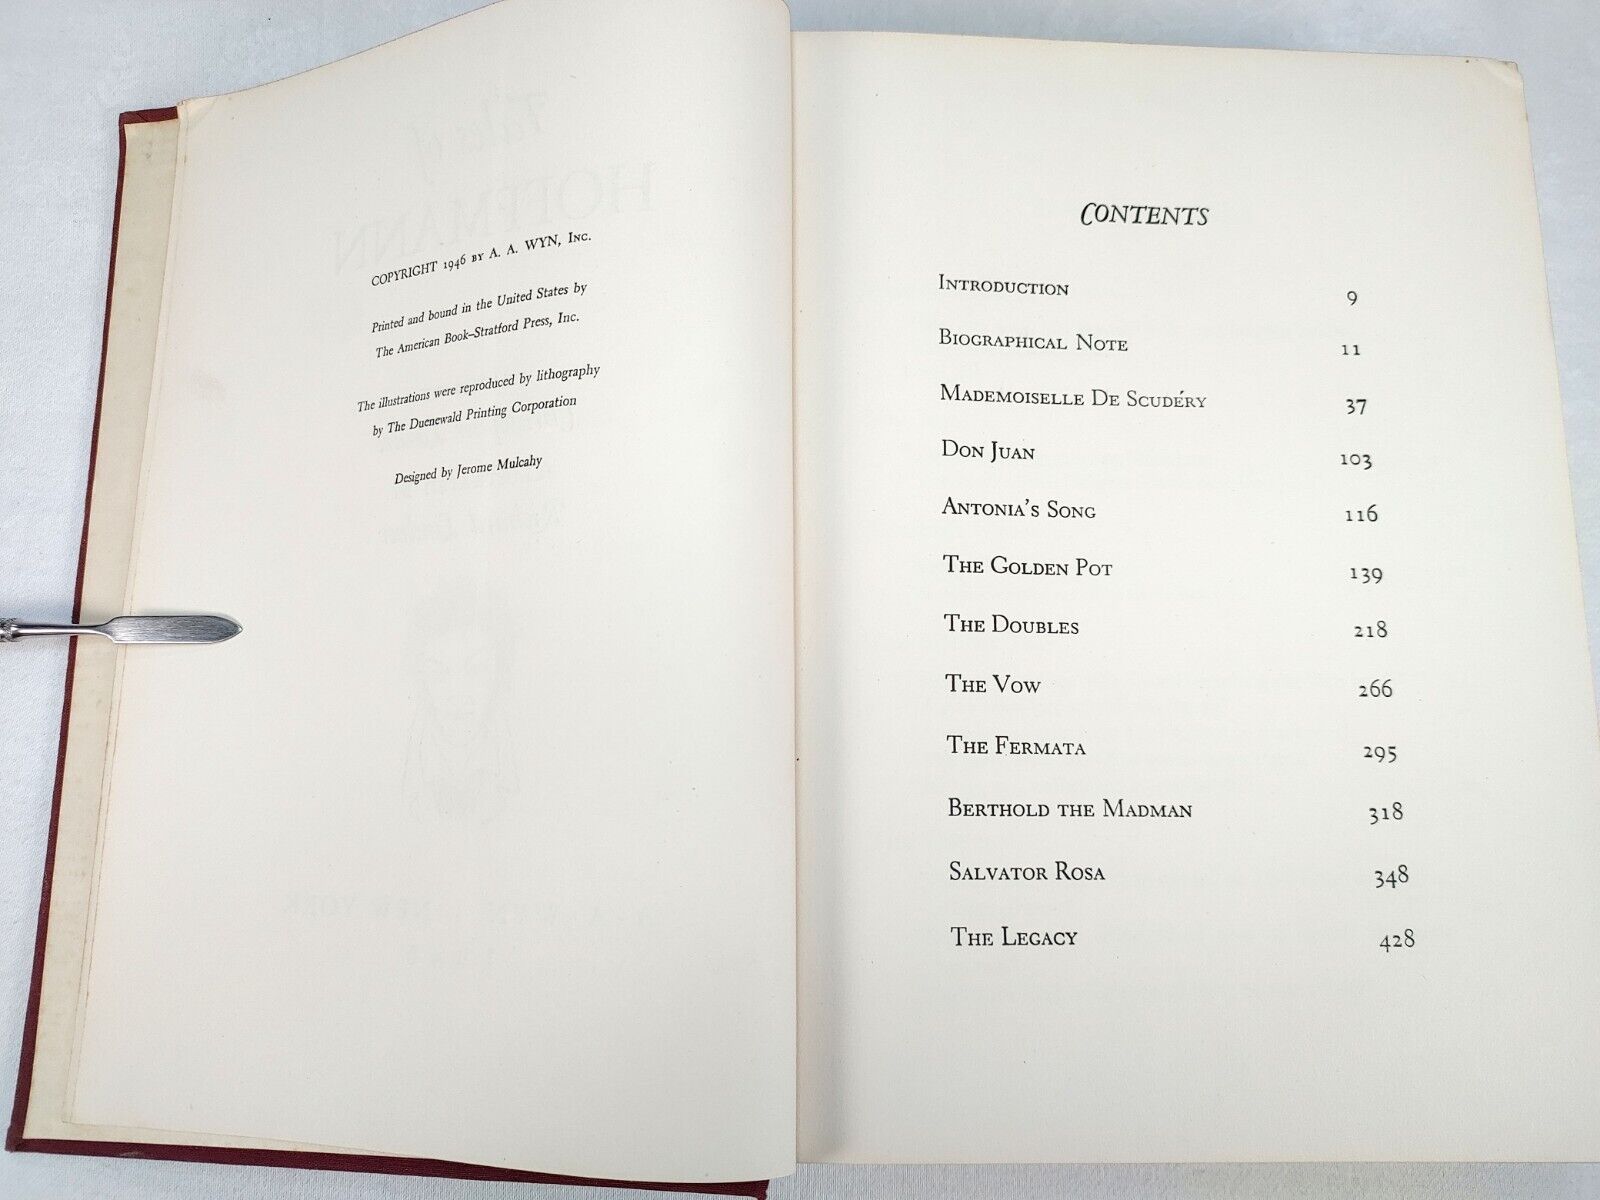 COPYRIGHT 1946 BY A. A. WYN, INC.
Printed and bound in the United States by
The American Book–Stratford Press, Inc.
The illustrations were reproduced by lithography
by The Duenewald Printing Corporation
Designed by Jerome Mulcahy
CONTENTS
INTRODUCTION 9
BIOGRAPHICAL NOTE 11
MADEMOISELLE DE SCUDÉRY 37
DON JUAN 103
ANTONIA'S SONG 116
THE GOLDEN POT 139
THE DOUBLES 218
THE VOW 266
THE FERMATA 295
BERTHOLD THE MADMAN 318
SALVATOR ROSA 348
THE LEGACY 428